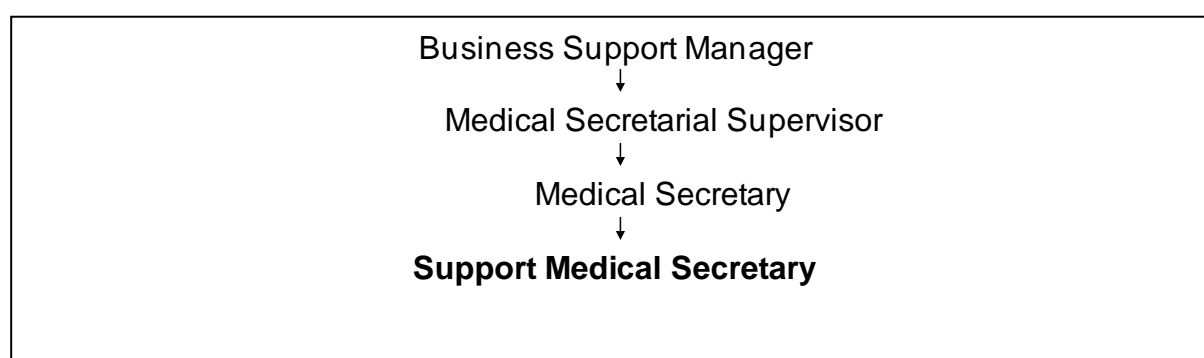 Business Support Manager
Medical Secretarial Supervisor
Medical Secretary
Support Medical Secretary